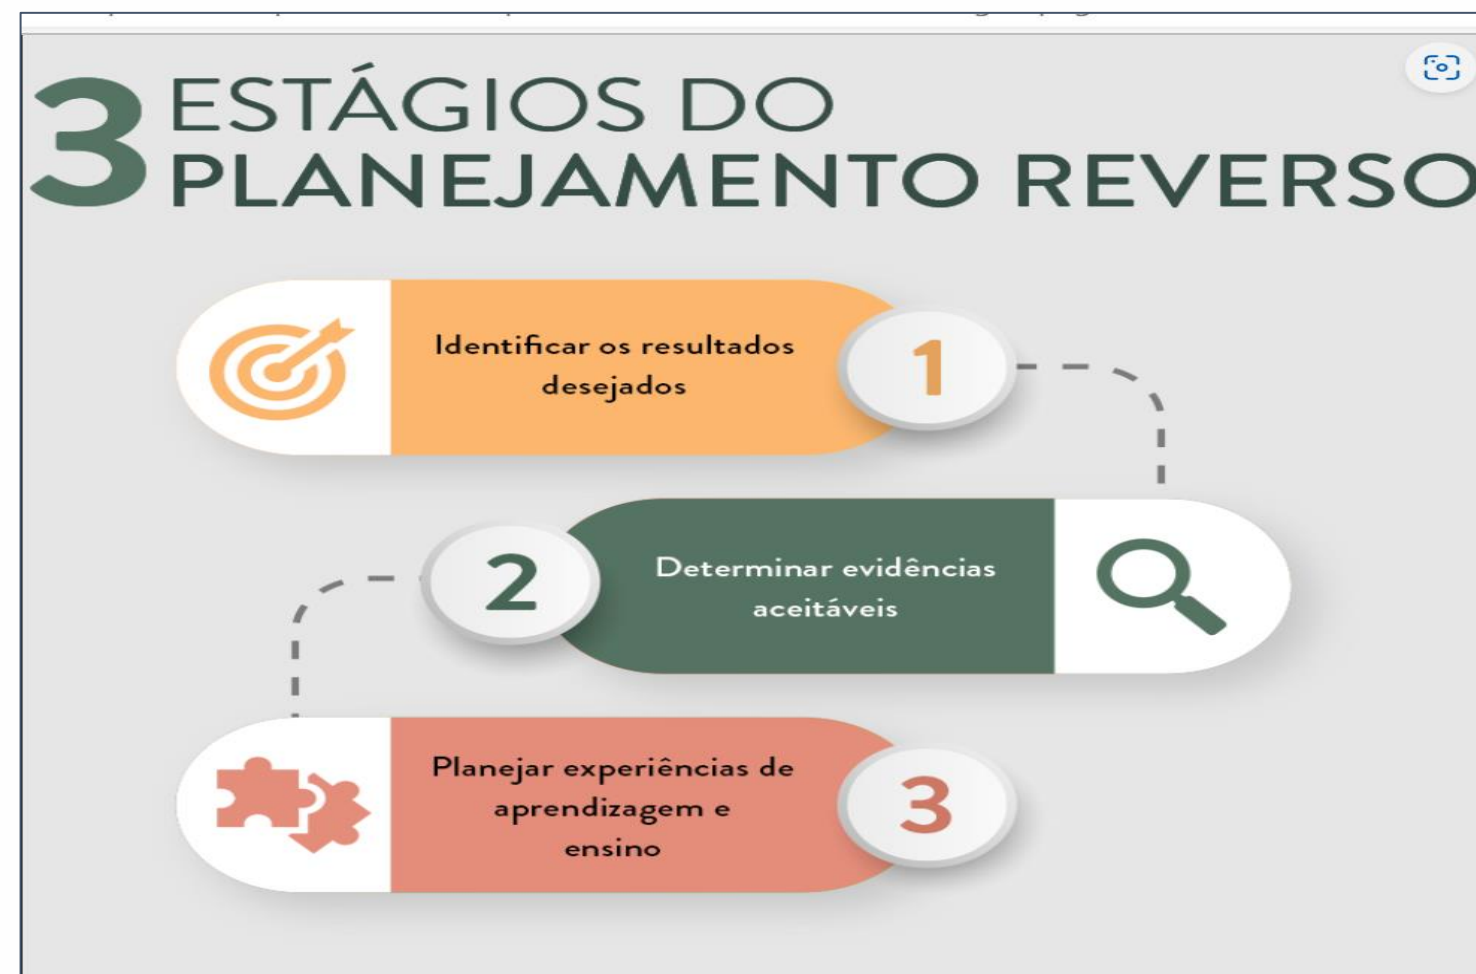 3 ESTÁGIOS DO
PLANEJAMENTO REVERSO
Identificar os resultados
desejados
1
2
Determinar evidências
aceitáveis
Planejar experiências de
aprendizagem e
ensino
3